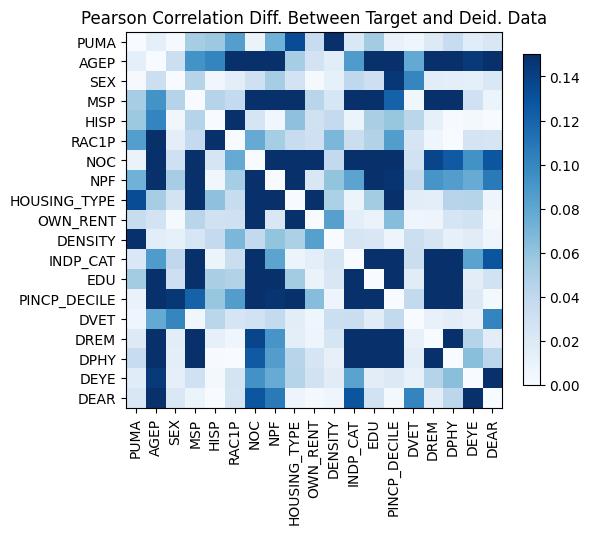 Pearson Correlation Diff. Between Target and Deid. Data
PUMA
AGEP
SEX
MSP
HISP
RAC1P
NOC
NPF
HOUSING_TYPE
OWN_RENT
DENSITY
INDP_CAT
EDU
PINCP_DECILE
DVET
DREM
DPHY
DEYE
DEAR
PUMA
AGEP
SEX
MSP
HISP
RAC1P
NOC
NPF
HOUSING_TYPE
OWN_RENT
DENSITY
INDP_CAT
EDU
PINCP_DECILE
DVET
DREM
DPHY
DEYE
DEAR
0.14
0.12
0.10
0.08
0.06
0.04
0.02
0.00